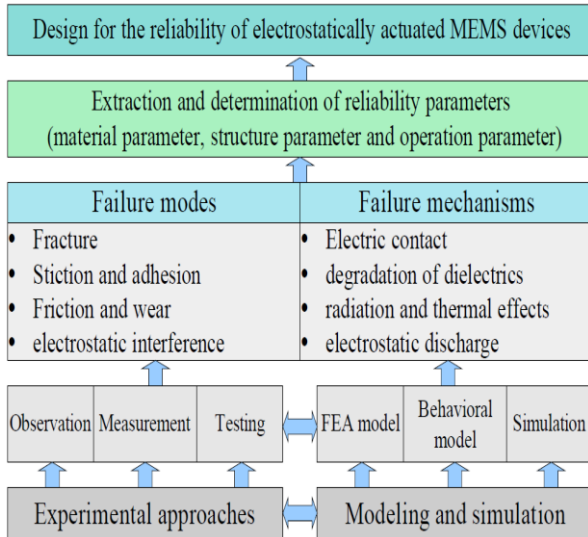 Design for the reliability of electrostatically actuated MEMS devices
Extraction and determination of reliability parameters
(material parameter, structure parameter and operation parameter)
Failure modes
• Fracture
• Stiction and adhesion
• Friction and wear
• electrostatic interference
Failure mechanisms
• Electric contact
• degradation of dielectrics
• radiation and thermal effects
• electrostatic discharge
Observation
Measurement
Testing
FEA model
Behavioral
model
Simulation
Experimental approaches
Modeling and simulation